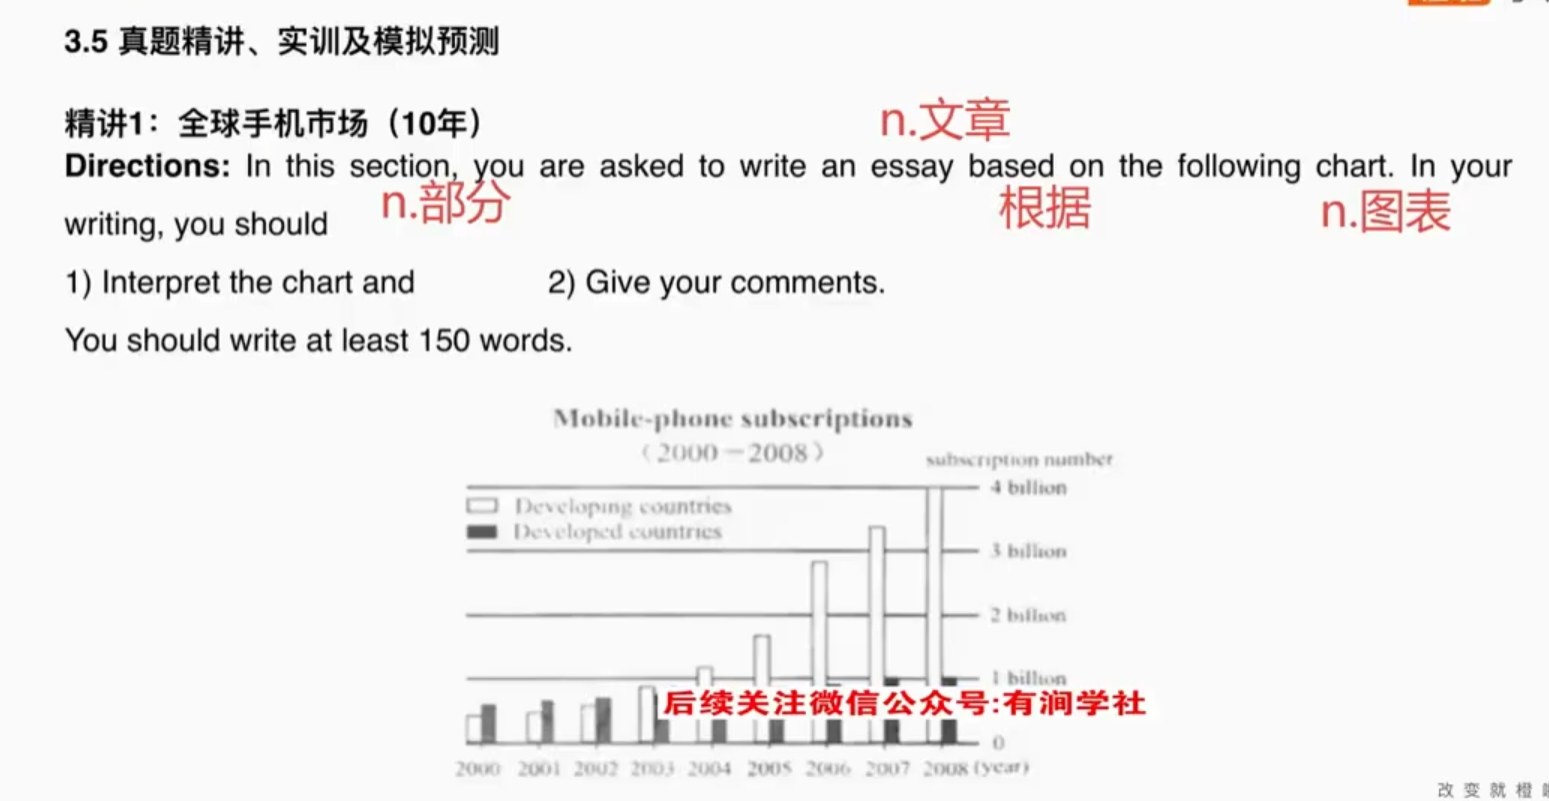 3.5 真题精讲、实训及模拟预测
精讲1：全球手机市场（10年）
n.文章
Directions: In this section, you are asked to write an essay based on the following chart. In your
n.部分 根据 n.图表
writing, you should
1) Interpret the chart and 2) Give your comments.
You should write at least 150 words.
Mobile-phone subscriptions
（2000－2008）
subscription number
4 billion
Developing countries
Developed countries
3 billion
2 billion
1 billion
后续关注微信公众号:有涧学社
0
2000 2001 2002 2003 2004 2005 2006 2007 2008 (year)
改变就橙